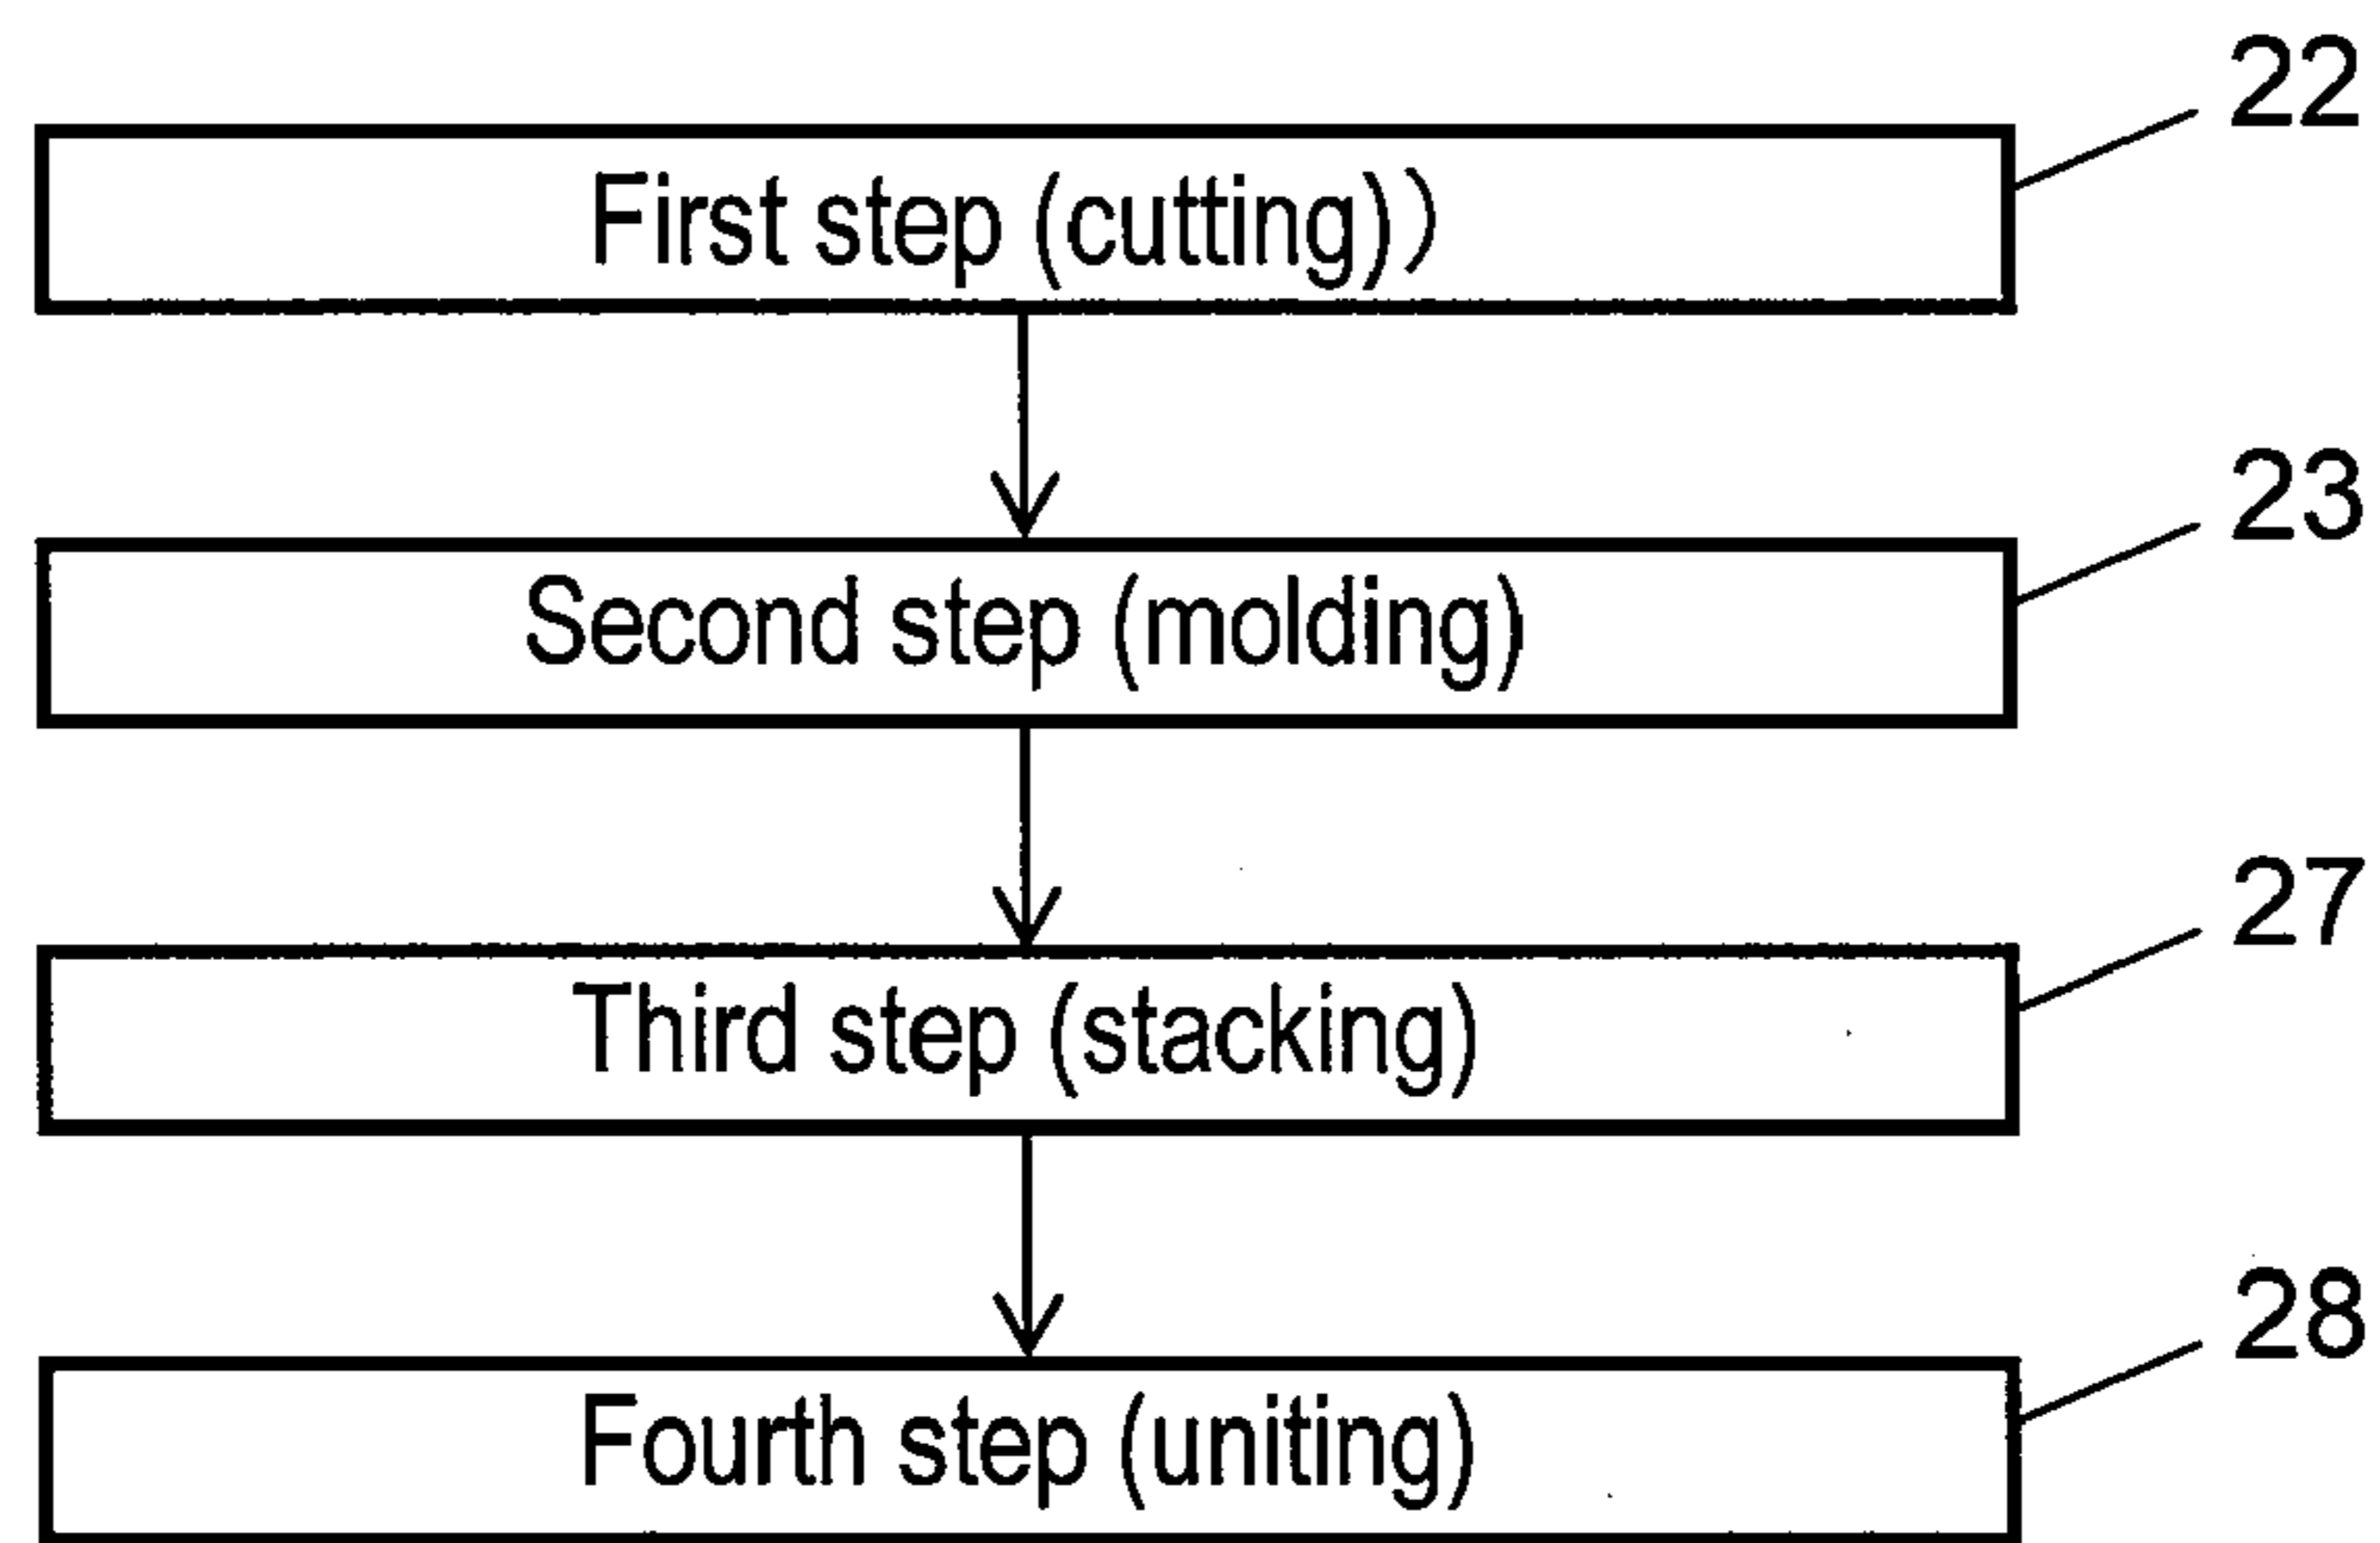 22
First step (cutting))
23
Second step (molding)
27
Third step (stacking)
28
Fourth step (uniting)